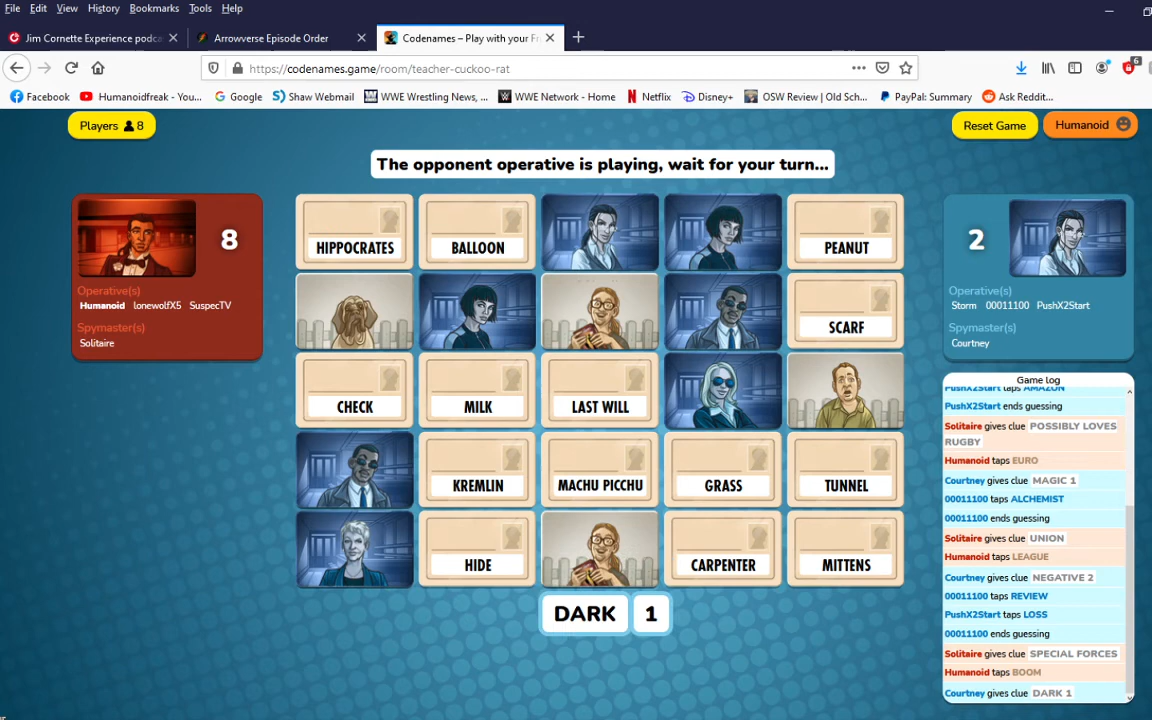 File Edit View History Bookmarks Tools Help
Jim Cornette Experience podca
Arrowverse Episode Order
Codenames – Play with your Fr
https://codenames.game/room/teacher-cuckoo-rat
6
Facebook
Humanoidfreak - You...
Google
Shaw Webmail
WWE Wrestling News, ...
WWE Network - Home
Netflix
Disney+
OSW Review | Old Sch...
PayPal: Summary
Ask Reddit...
Players 8
Reset Game
Humanoid
The opponent operative is playing, wait for your turn...
8
Operative(s)
Humanoid lonewolfX5 SuspecTV
Spymaster(s)
Solitaire
HIPPOCRATES
BALLOON
PEANUT
SCARF
CHECK
MILK
LAST WILL
KREMLIN
MACHU PICCHU
GRASS
TUNNEL
HIDE
CARPENTER
MITTENS
DARK 1
2
Operative(s)
Storm 00011100 PushX2Start
Spymaster(s)
Courtney
Game log
PushX2Start taps AMAZON
PushX2Start ends guessing
Solitaire gives clue POSSIBLY LOVES
RUGBY
Humanoid taps EURO
Courtney gives clue MAGIC 1
00011100 taps ALCHEMIST
00011100 ends guessing
Solitaire gives clue UNION
Humanoid taps LEAGUE
Courtney gives clue NEGATIVE 2
00011100 taps REVIEW
PushX2Start taps LOSS
00011100 ends guessing
Solitaire gives clue SPECIAL FORCES
Humanoid taps BOOM
Courtney gives clue DARK 1